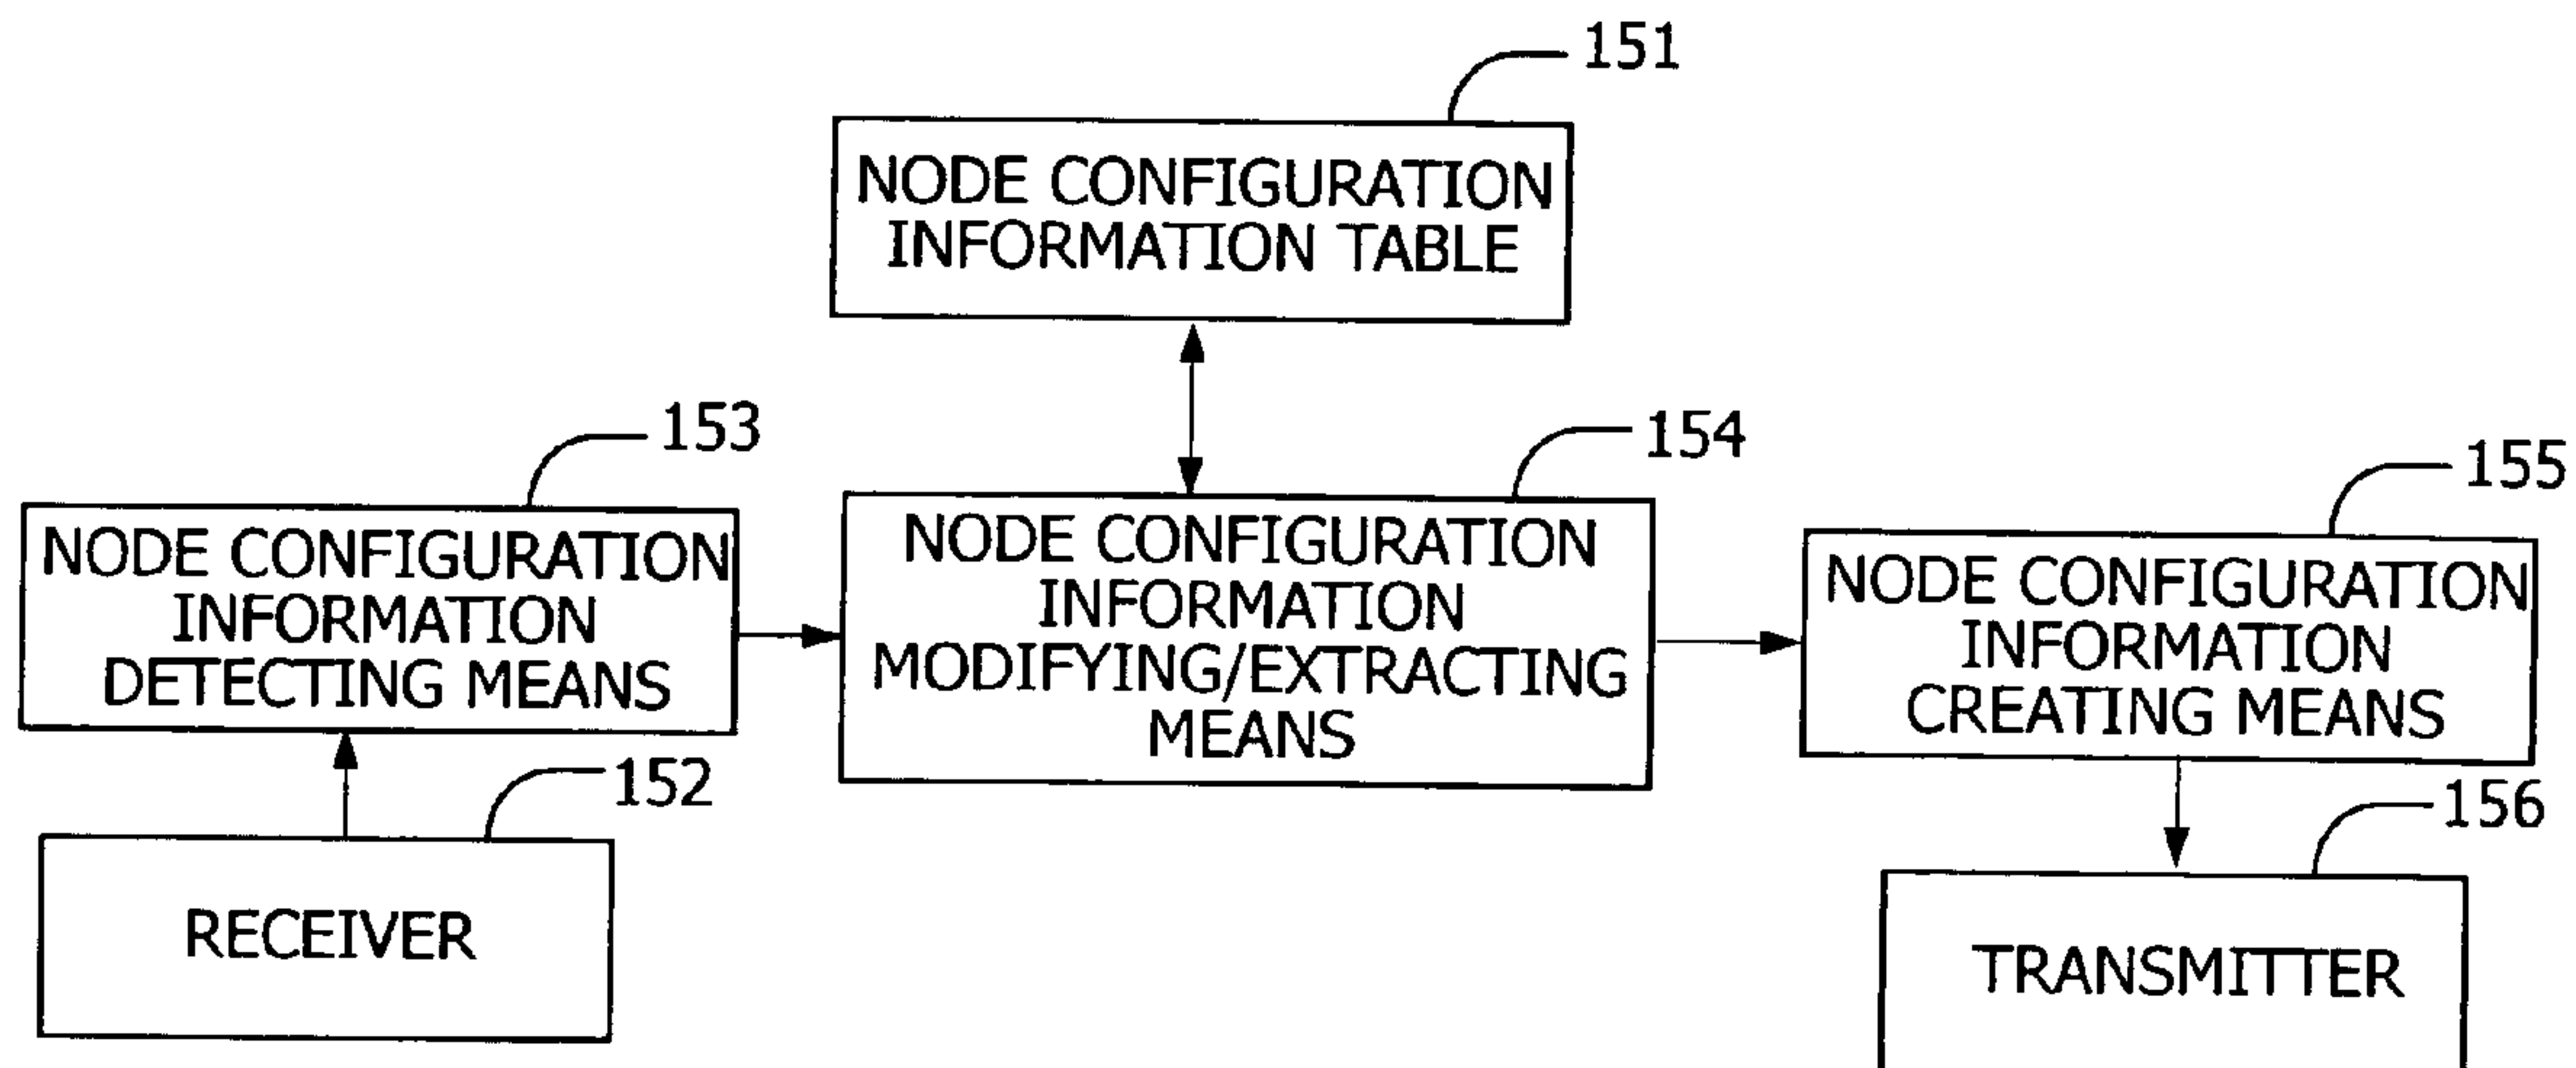 151
NODE CONFIGURATION
INFORMATION TABLE
153
NODE CONFIGURATION
INFORMATION
DETECTING MEANS
154
NODE CONFIGURATION
INFORMATION
MODIFYING/EXTRACTING
MEANS
155
NODE CONFIGURATION
INFORMATION
CREATING MEANS
152
RECEIVER
156
TRANSMITTER